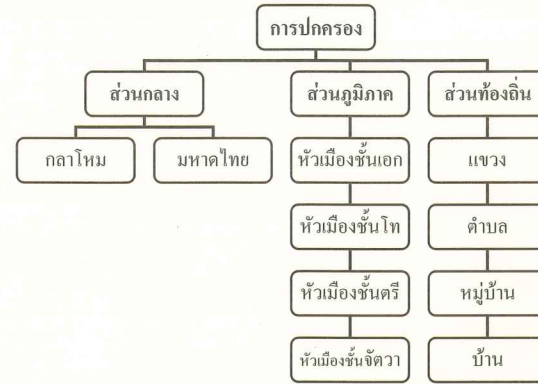 การปกครอง
ส่วนกลาง
ส่วนภูมิภาค
ส่วนท้องถิ่น
กลาโหม
มหาดไทย
หัวเมืองชั้นเอก
แขวง
หัวเมืองชั้นโท
ตำบล
หัวเมืองชั้นตรี
หมู่บ้าน
หัวเมืองชั้นจัตวา
บ้าน